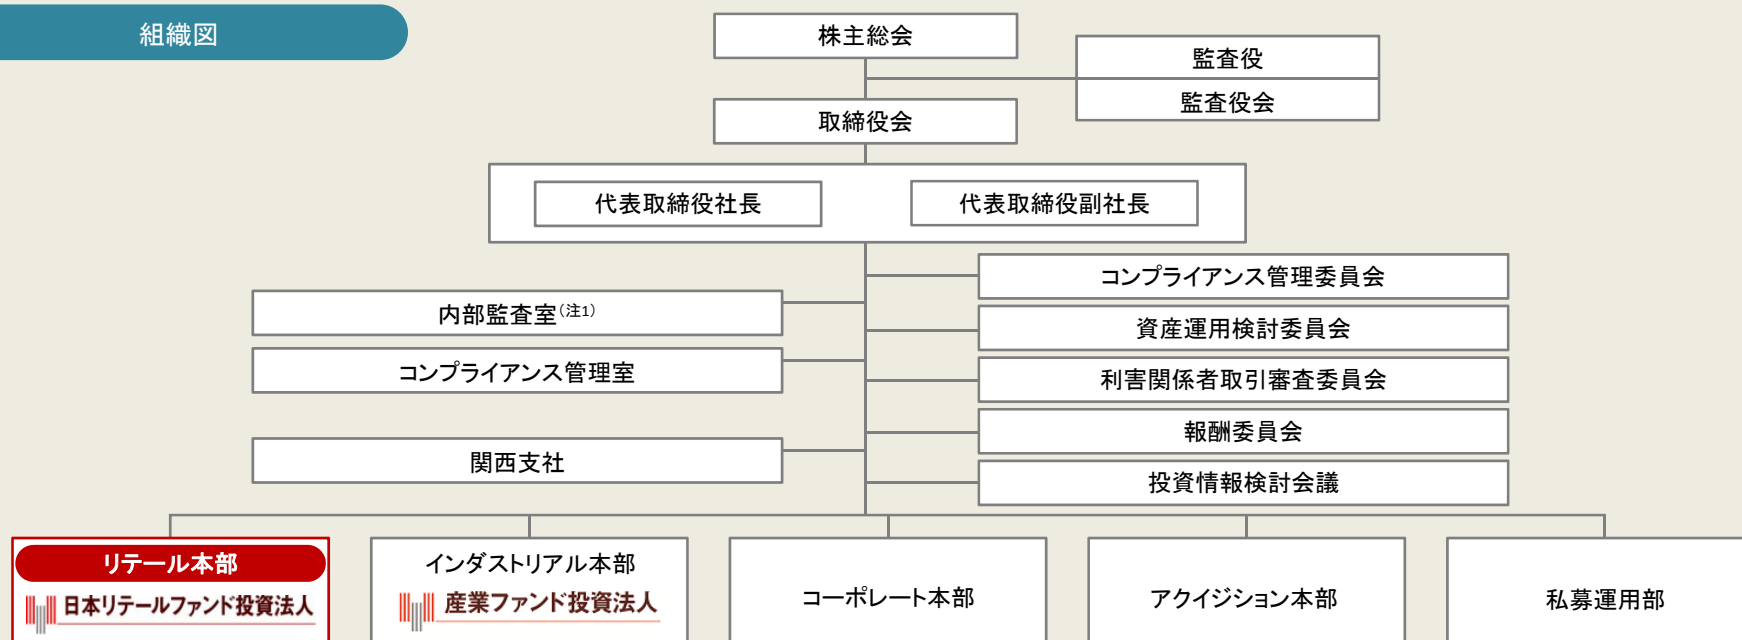 組織図
株主総会
監査役
監査役会
取締役会
代表取締役社長
代表取締役副社長
コンプライアンス管理委員会
内部監査室(注1)
資産運用検討委員会
コンプライアンス管理室
利害関係者取引審査委員会
報酬委員会
関西支社
投資情報検討会議
リテール本部
日本リテールファンド投資法人
インダストリアル本部
産業ファンド投資法人
コーポレート本部
アクイジション本部
私募運用部